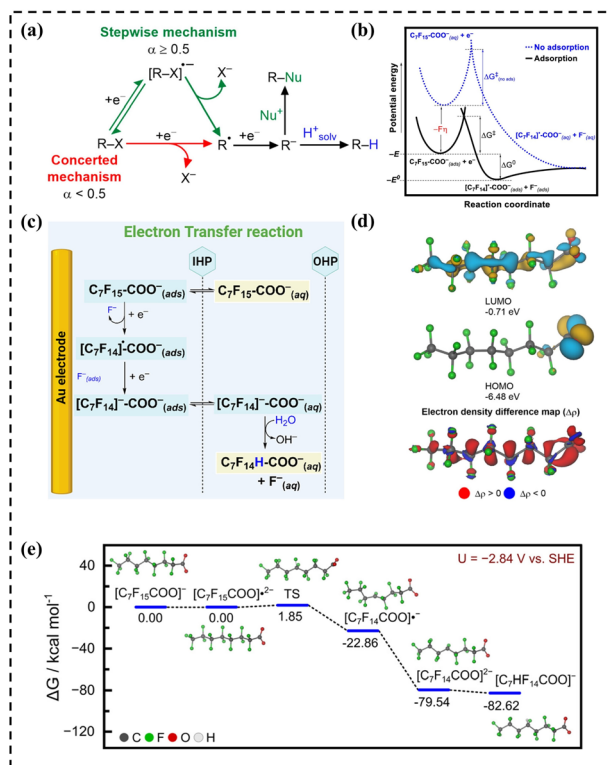 (a)
Stepwise mechanism
α ≥ 0.5
[R–X]•−
X−
R–Nu
+e−
Nu+
R–X
+e−
R•
+e−
R−
H+solv
R–H
Concerted mechanism
α < 0.5
X−
(b)
C7F15-COO−(aq) + e−
No adsorption
Adsorption
Potential energy
ΔG‡(no ads)
−Fη
ΔG‡
[C7F14]•-COO−(aq) + F−(aq)
−E
C7F15-COO−(ads) + e−
ΔG0
−E0
[C7F14]•-COO−(ads) + F−(ads)
Reaction coordinate
(c)
Electron Transfer reaction
IHP
OHP
Au electrode
C7F15-COO−(ads)
C7F15-COO−(aq)
F−
+ e−
[C7F14]•-COO−(ads)
F−(ads)
+ e−
[C7F14]−-COO−(ads)
[C7F14]−-COO−(aq)
H2O
OH−
C7F14H-COO−(aq)
+ F−(aq)
(d)
LUMO
-0.71 eV
HOMO
-6.48 eV
Electron density difference map (Δρ)
Δρ > 0
Δρ < 0
(e)
U = −2.84 V vs. SHE
ΔG / kcal mol-1
40
0
−40
−80
−120
[C7F15COO]−
0.00
[C7F15COO]•2−
0.00
TS
1.85
[C7F14COO]•−
-22.86
[C7F14COO]2−
-79.54
[C7HF14COO]−
-82.62
C
F
O
H